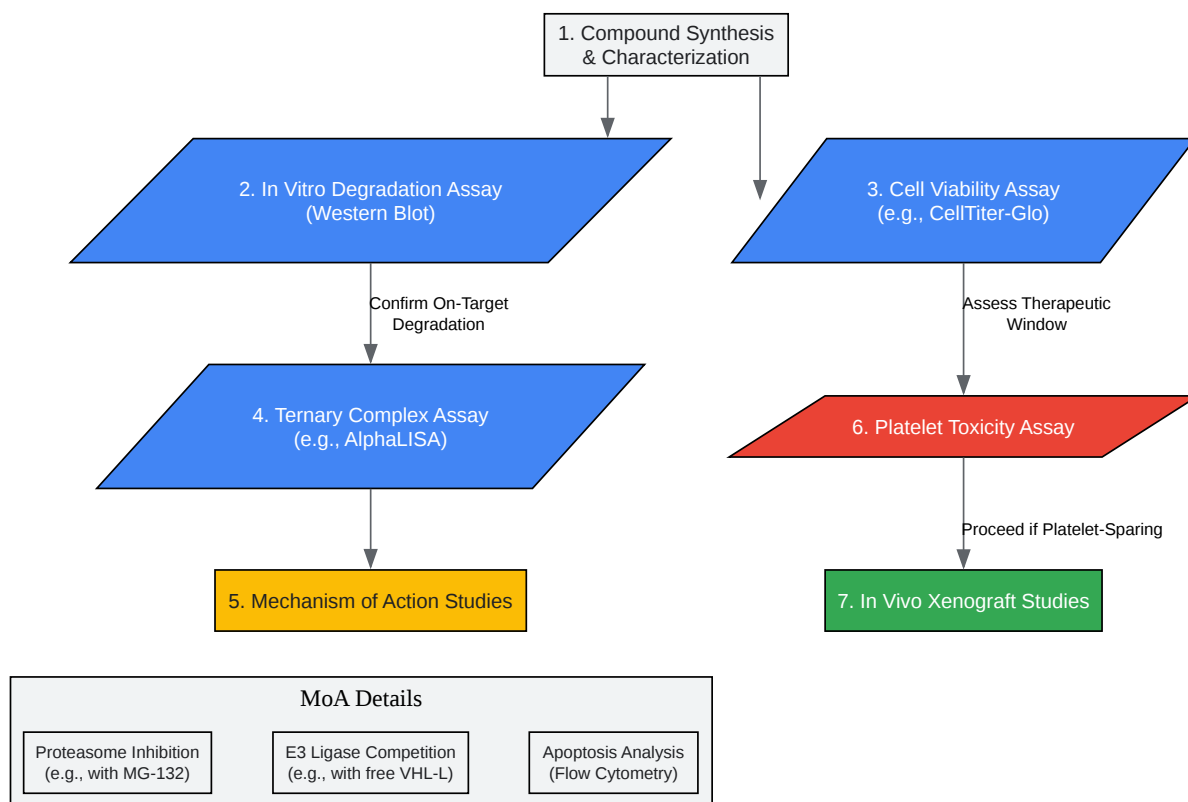 1. Compound Synthesis
& Characterization
2. In Vitro Degradation Assay
(Western Blot)
3. Cell Viability Assay
(e.g., CellTiter-Glo)
Confirm On-Target
Degradation
Assess Therapeutic
Window
4. Ternary Complex Assay
(e.g., AlphaLISA)
6. Platelet Toxicity Assay
Proceed if Platelet-Sparing
5. Mechanism of Action Studies
7. In Vivo Xenograft Studies
MoA Details
Proteasome Inhibition
(e.g., with MG-132)
E3 Ligase Competition
(e.g., with free VHL-L)
Apoptosis Analysis
(Flow Cytometry)